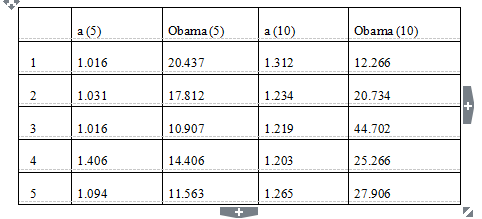 a (5) Obama (5) a (10) Obama (10)
1 1.016 20.437 1.312 12.266
2 1.031 17.812 1.234 20.734
3 1.016 10.907 1.219 44.702
4 1.406 14.406 1.203 25.266
5 1.094 11.563 1.265 27.906